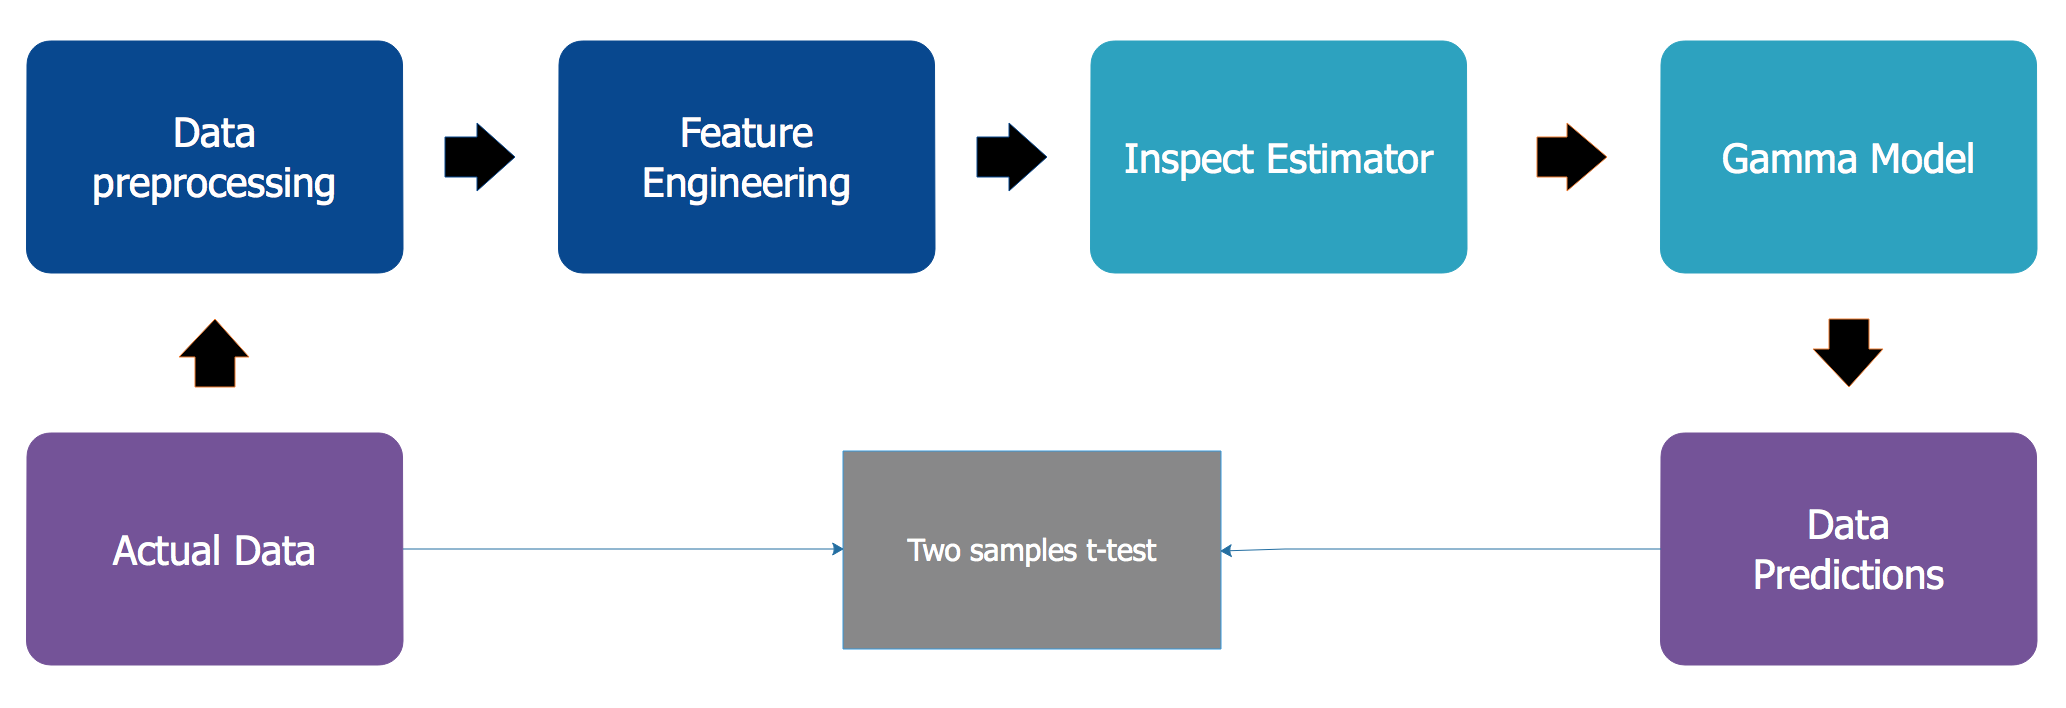 Data
preprocessing
Feature
Engineering
Inspect Estimator
Gamma Model
Actual Data
Two samples t-test
Data
Predictions